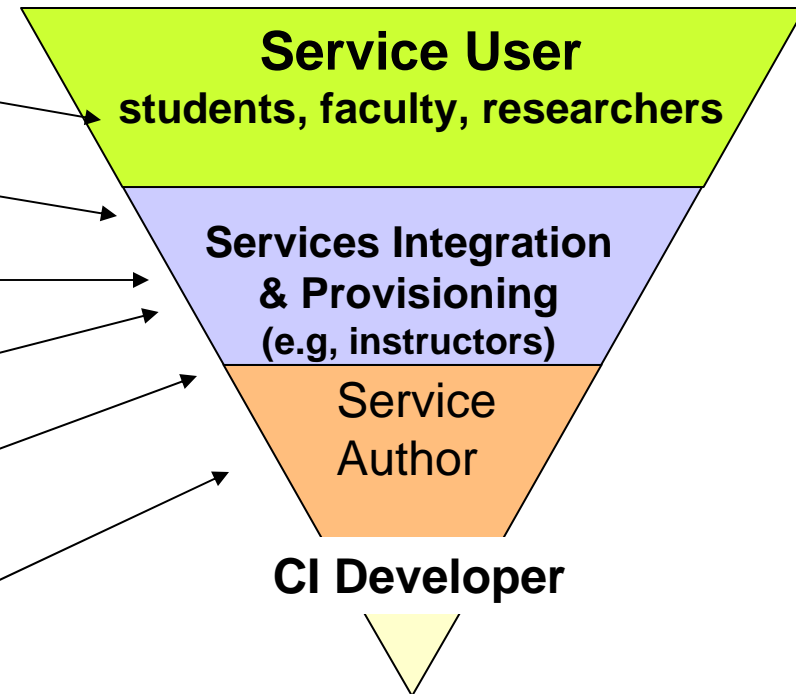 Service User
students, faculty, researchers
Services Integration
& Provisioning
(e.g, instructors)
Service
Author
CI Developer